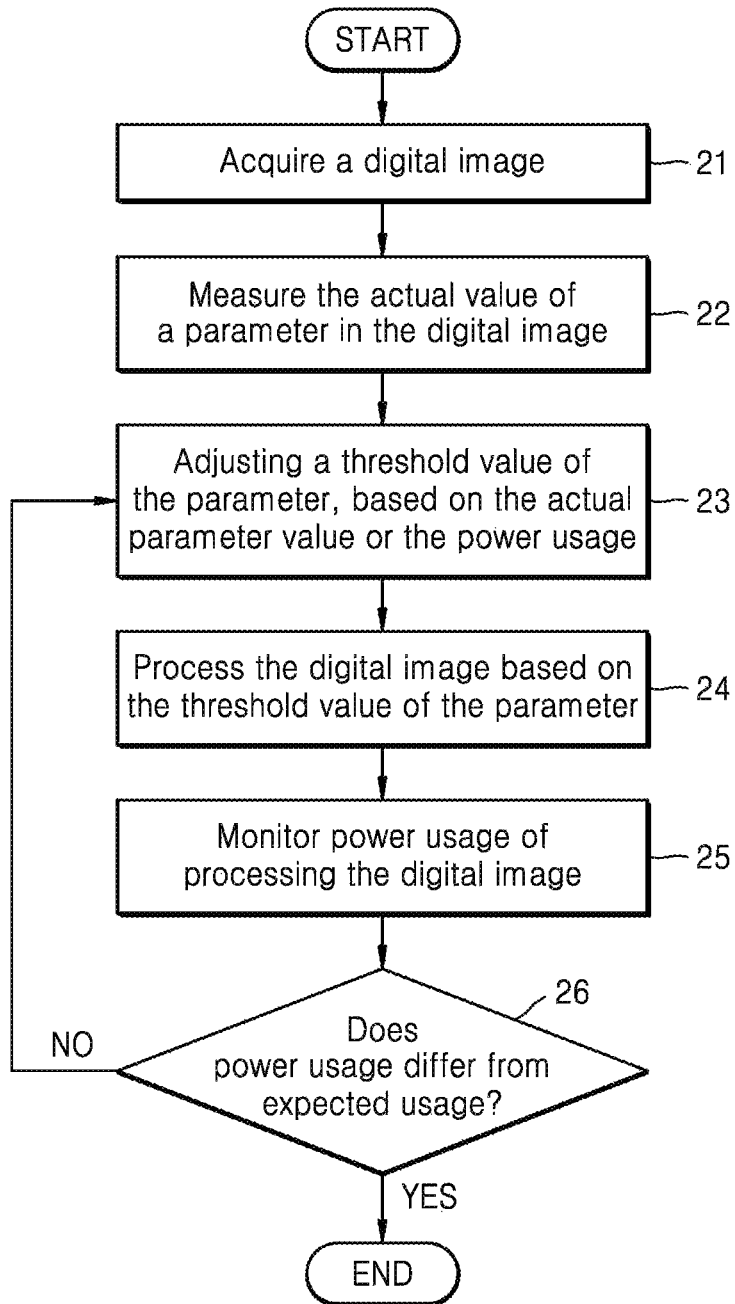 START
Acquire a digital image
21
Measure the actual value of
a parameter in the digital image
22
Adjusting a threshold value of
the parameter, based on the actual
parameter value or the power usage
23
Process the digital image based on
the threshold value of the parameter
24
Monitor power usage of
processing the digital image
25
26
Does
power usage differ from
expected usage?
NO
YES
END